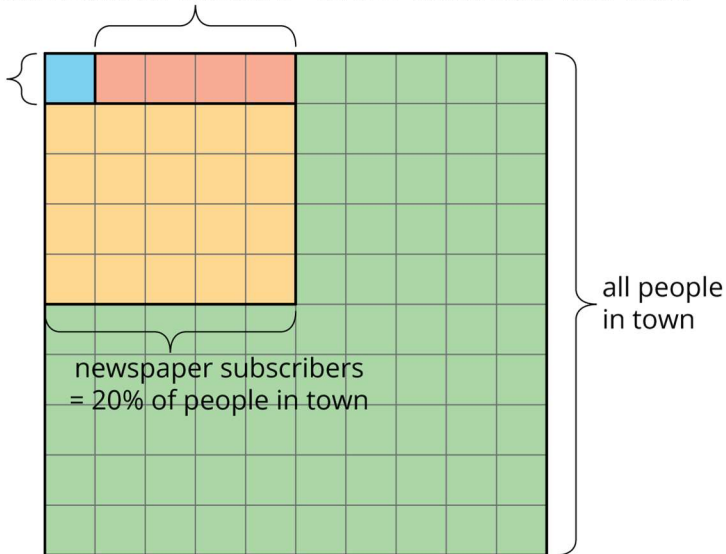 all people
in town
newspaper subscribers
= 20% of people in town